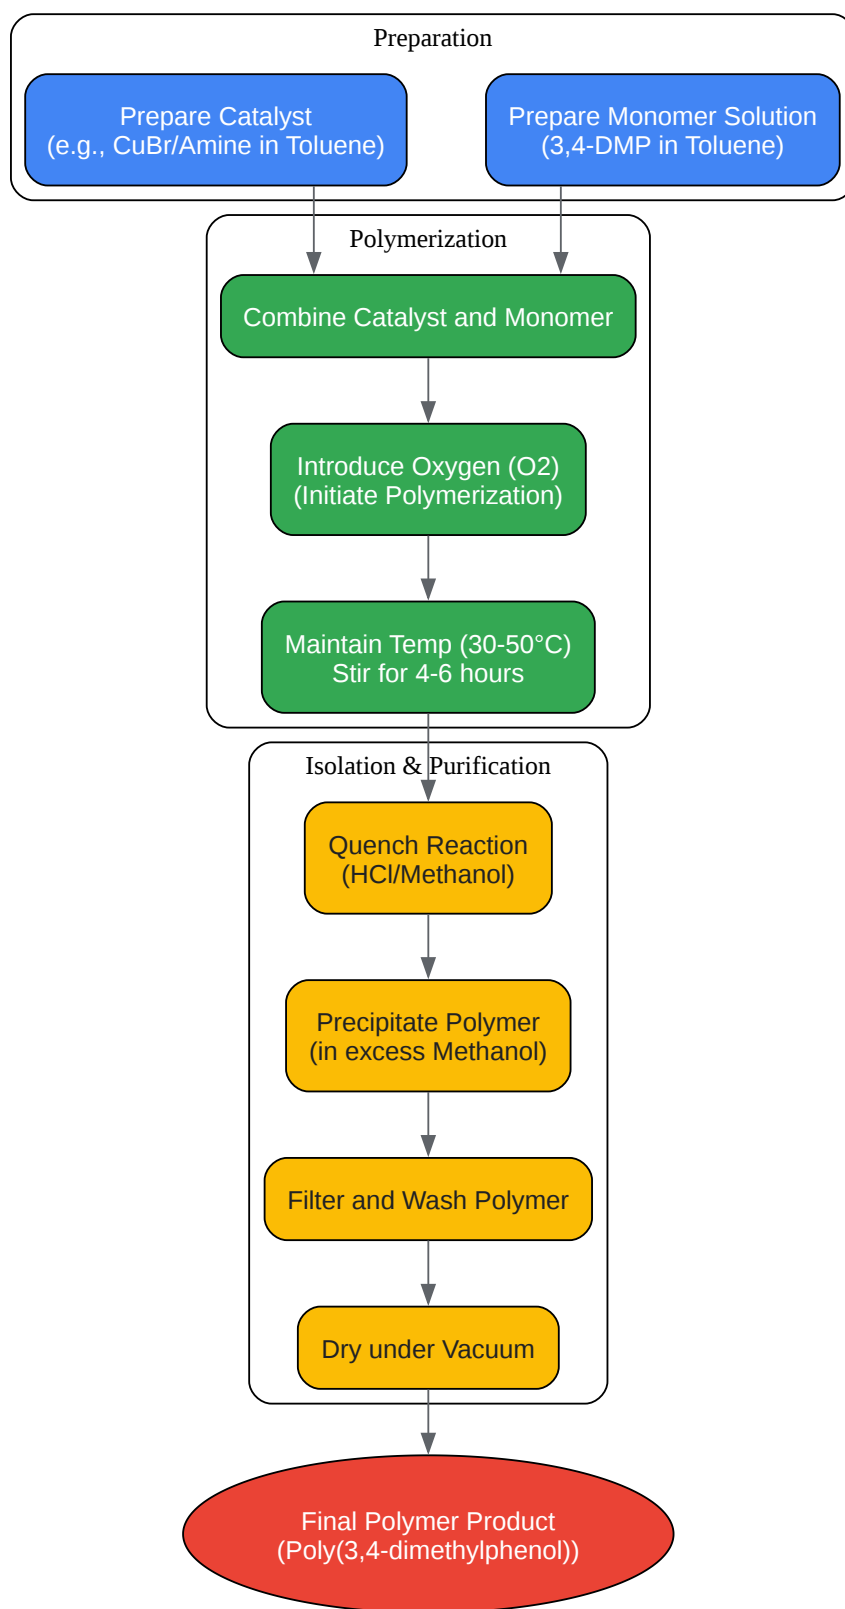 Preparation
Prepare Catalyst
(e.g., CuBr/Amine in Toluene)
Prepare Monomer Solution
(3,4-DMP in Toluene)
Polymerization
Combine Catalyst and Monomer
Introduce Oxygen (O2)
(Initiate Polymerization)
Maintain Temp (30-50°C)
Stir for 4-6 hours
Isolation & Purification
Quench Reaction
(HCl/Methanol)
Precipitate Polymer
(in excess Methanol)
Filter and Wash Polymer
Dry under Vacuum
Final Polymer Product
(Poly(3,4-dimethylphenol))